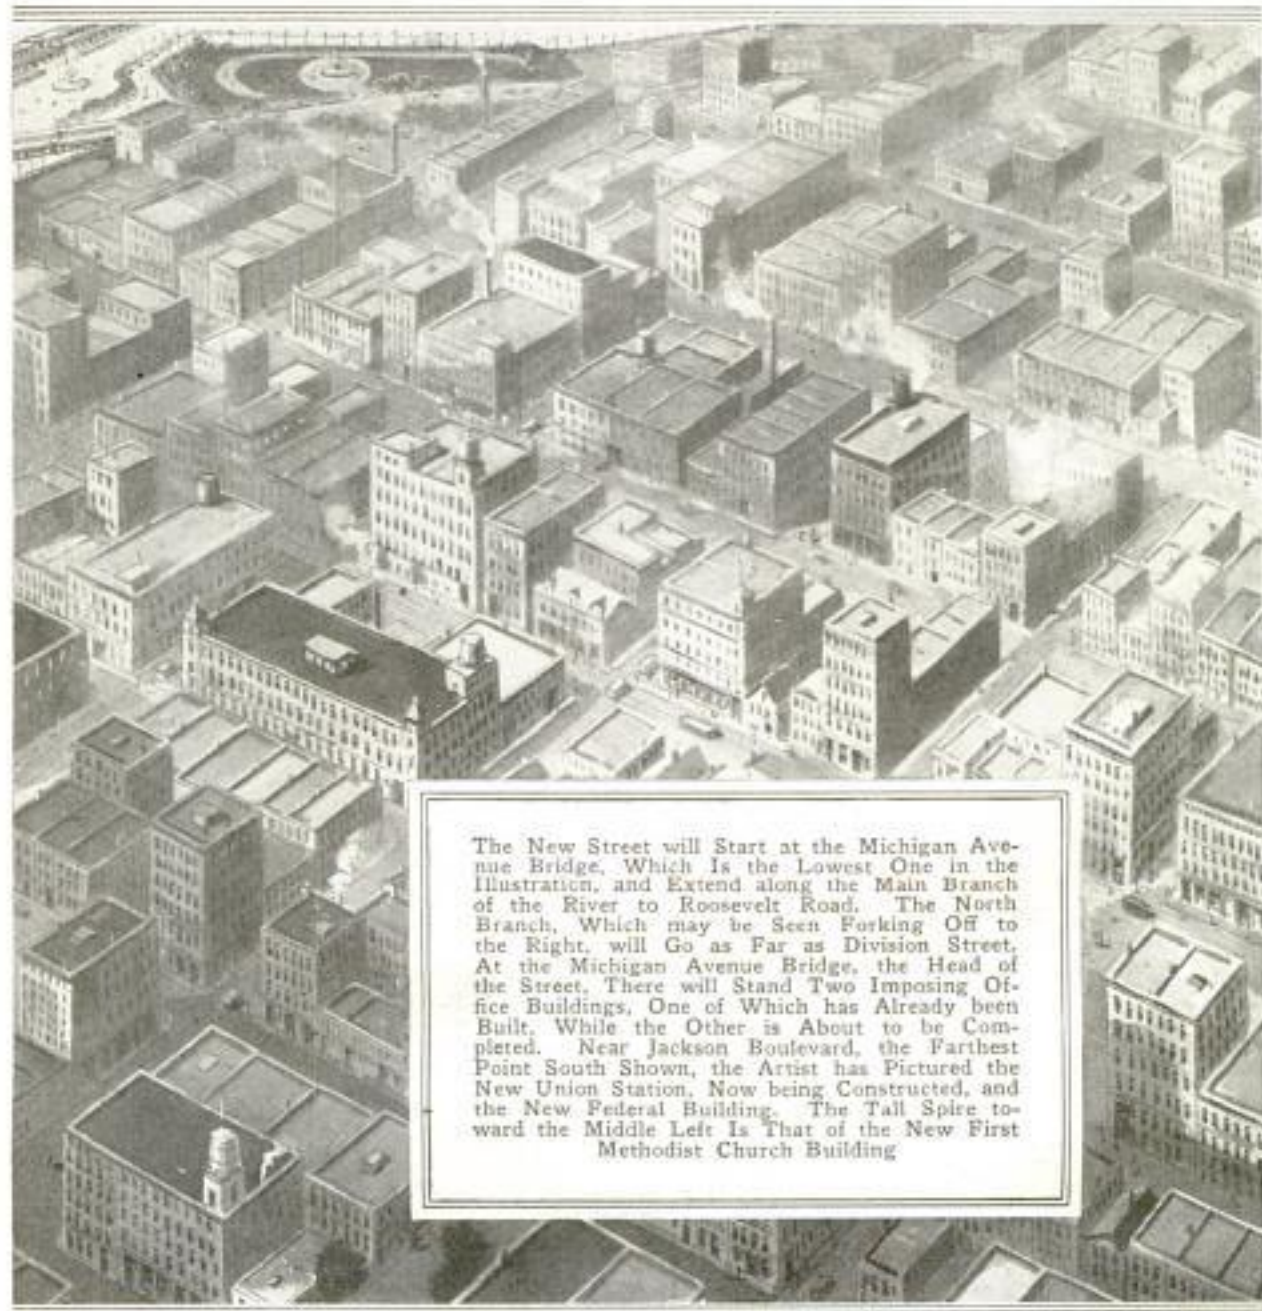 The New Street will Start at the Michigan Ave-
nue Bridge, Which Is the Lowest One in the
Illustration, and Extend along the Main Branch
of the River to Roosevelt Road. The North
Branch, Which may be Seen Forking Off to
the Right, will Go as Far as Division Street.
At the Michigan Avenue Bridge, the Head of
the Street, There will Stand Two Imposing Of-
fice Buildings, One of Which has Already been
Built, While the Other is About to be Com-
pleted. Near Jackson Boulevard, the Farthest
Point South Shown, the Artist has Pictured the
New Union Station, Now being Constructed, and
the New Federal Building. The Tall Spire to-
ward the Middle Left Is That of the New First
Methodist Church Building